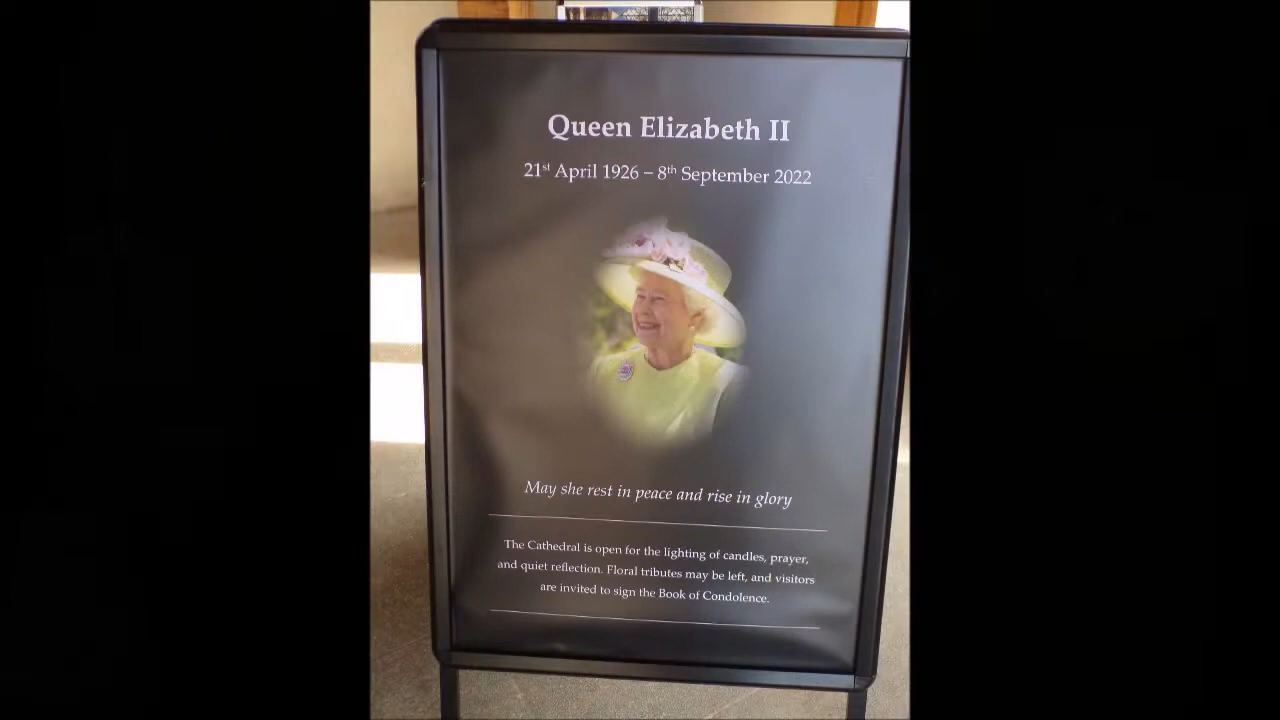 Queen Elizabeth II
21st April 1926 – 8th September 2022
May she rest in peace and rise in glory
The Cathedral is open for the lighting of candles, prayer,
and quiet reflection. Floral tributes may be left, and visitors
are invited to sign the Book of Condolence.